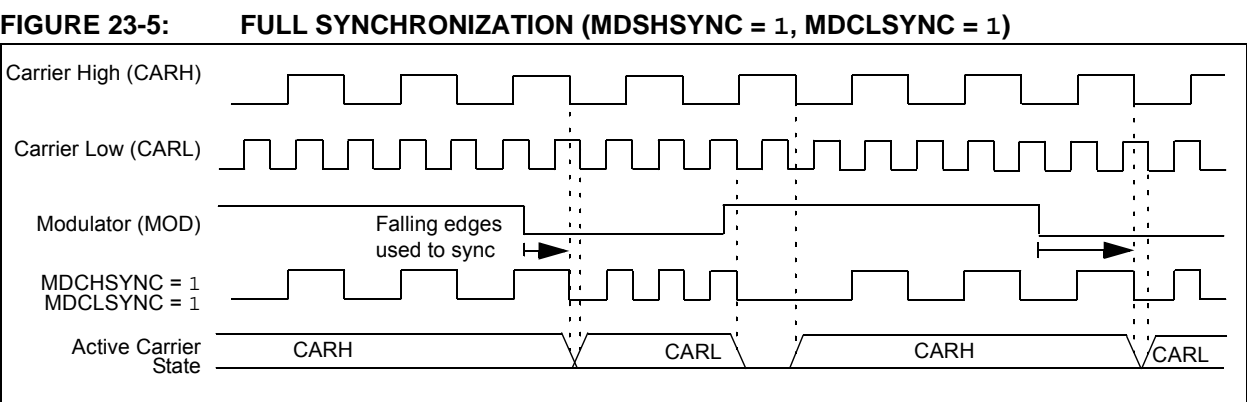 FIGURE 23-5: FULL SYNCHRONIZATION (MDSHSYNC = 1, MDCLSYNC = 1)
Carrier High (CARH)
Carrier Low (CARL)
Modulator (MOD)
Falling edges
used to sync
MDCHSYNC = 1
MDCLSYNC = 1
Active Carrier
State
CARH
CARL
CARH
CARL